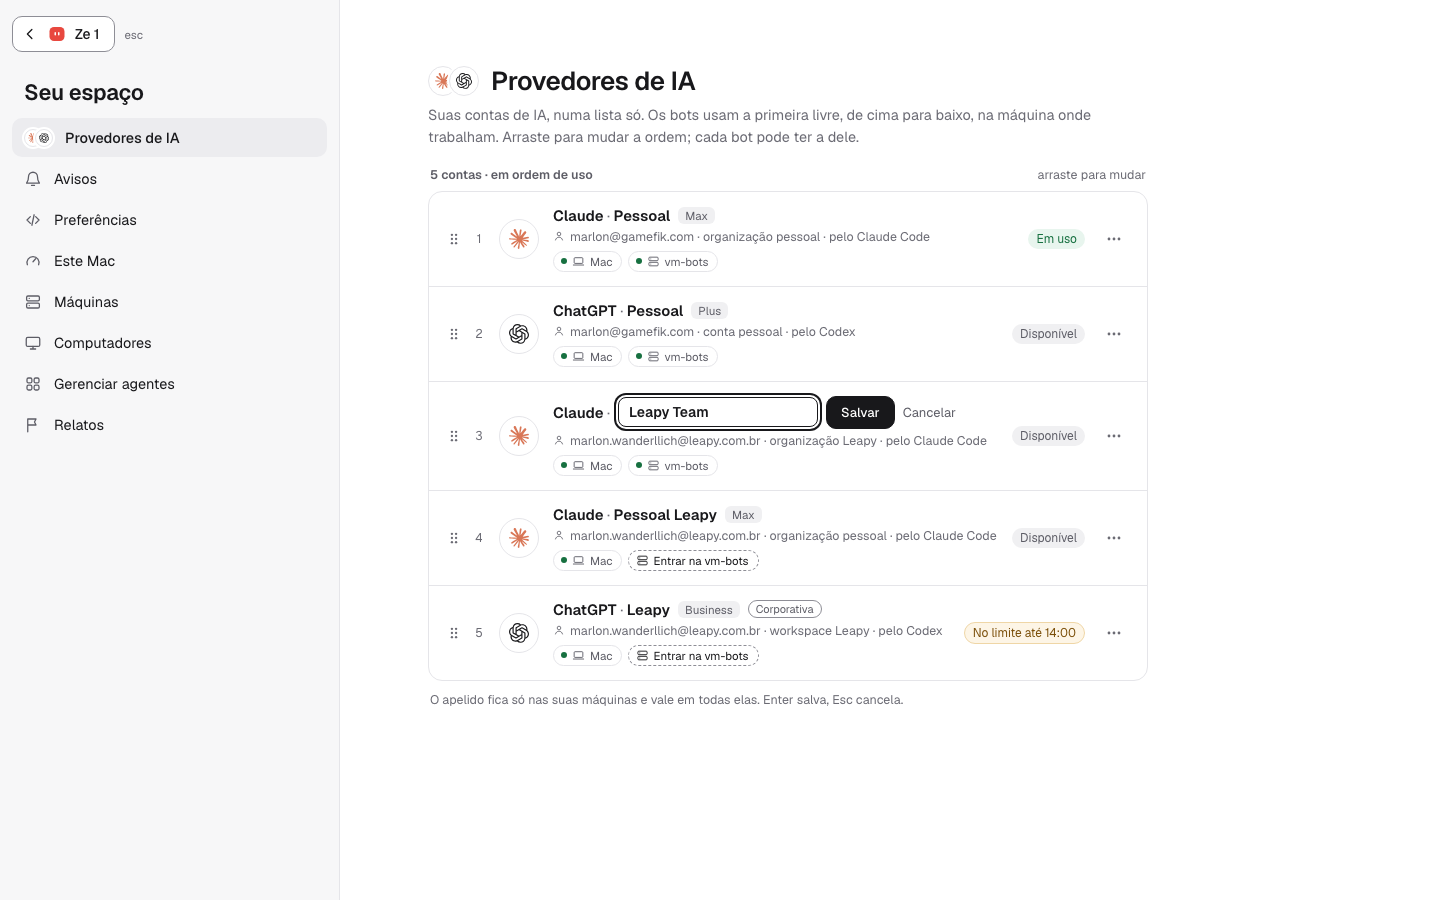 Ze 1 esc
Seu espaço
Provedores de IA
Avisos
Preferências
Este Mac
Máquinas
Computadores
Gerenciar agentes
Relatos
Provedores de IA
Suas contas de IA, numa lista só. Os bots usam a primeira livre, de cima para baixo, na máquina onde
trabalham. Arraste para mudar a ordem; cada bot pode ter a dele.
5 contas · em ordem de uso arraste para mudar
Claude · Pessoal Max
1 marlon@gamefik.com · organização pessoal · pelo Claude Code Em uso
Mac vm-bots
ChatGPT · Pessoal Plus
2 marlon@gamefik.com · conta pessoal · pelo Codex Disponível
Mac vm-bots
Claude · Leapy Team Salvar Cancelar
3 marlon.wanderllich@leapy.com.br · organização Leapy · pelo Claude Code Disponível
Mac vm-bots
Claude · Pessoal Leapy Max
4 marlon.wanderllich@leapy.com.br · organização pessoal · pelo Claude Code Disponível
Mac Entrar na vm-bots
ChatGPT · Leapy Business Corporativa
5 marlon.wanderllich@leapy.com.br · workspace Leapy · pelo Codex No limite até 14:00
Mac Entrar na vm-bots
O apelido fica só nas suas máquinas e vale em todas elas. Enter salva, Esc cancela.